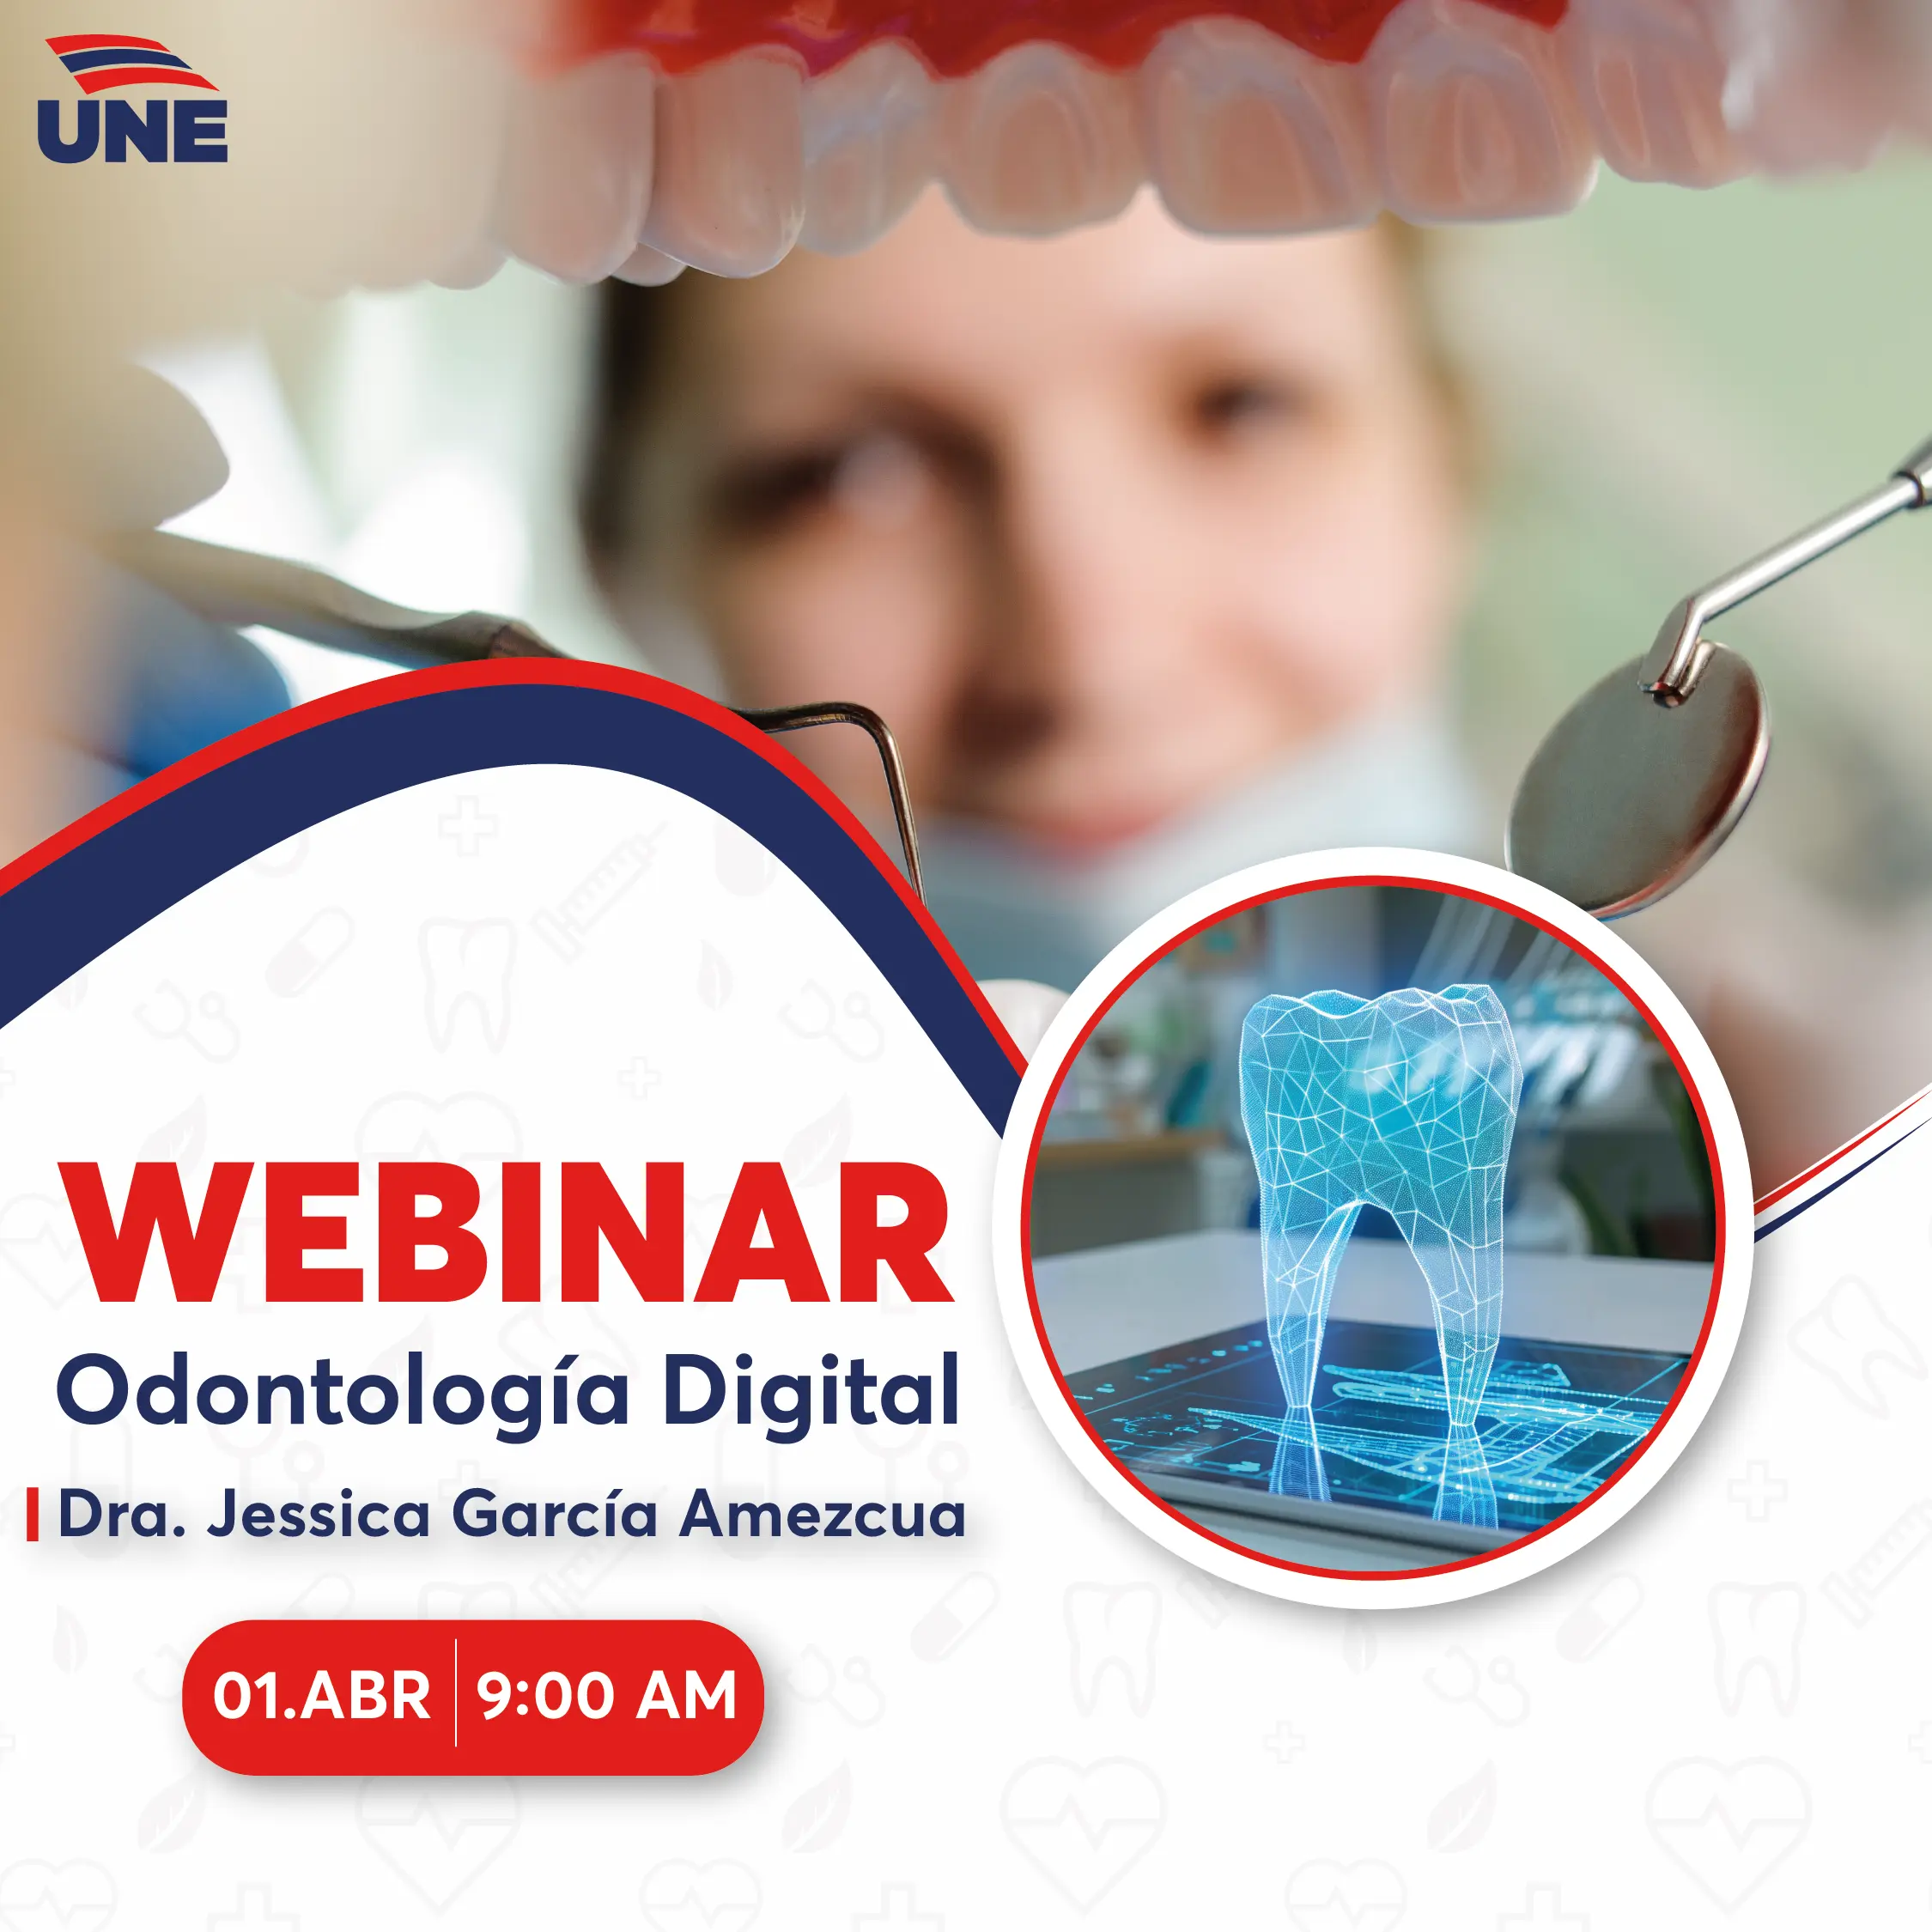 UNE
WEBINAR
Odontología Digital
Dra. Jessica García Amezcua
01.ABR 9:00 AM